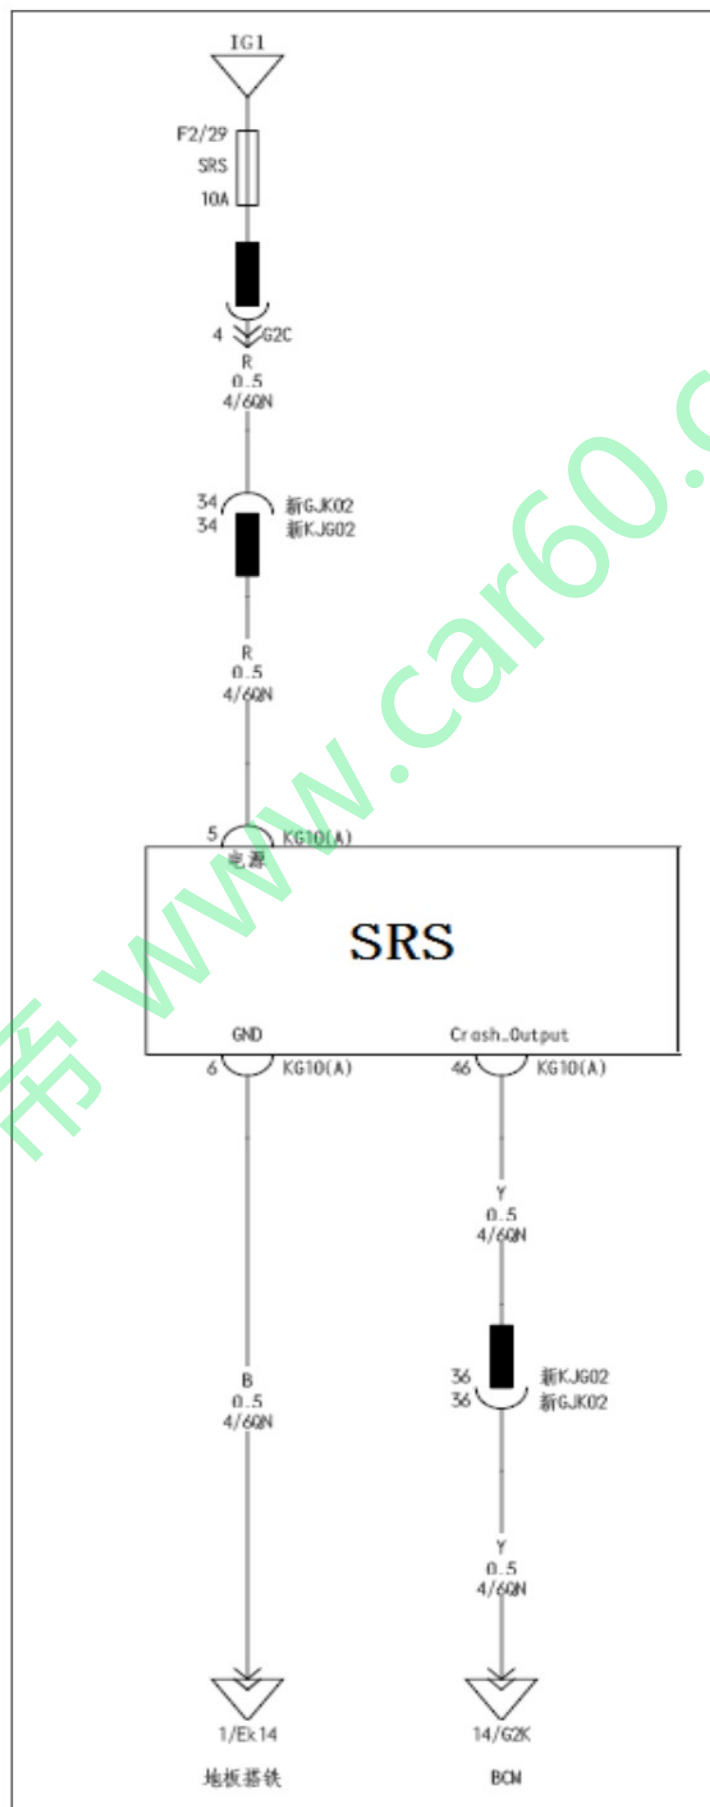 IG1
F2/29
SRS
10A
4 G2C
R
0.5
4/6QN
34 新GJK02
34 新KJG02
R
0.5
4/6QN
5 KG10(A)
电源
SRS
GND Crash_Output
6 KG10(A) 46 KG10(A)
Y
0.5
4/6QN
36 新KJG02
36 新GJK02
B
0.5
4/6QN
Y
0.5
4/6QN
1/Ek14 14/G2K
地板搭铁 BCM
帝 www.car60.c